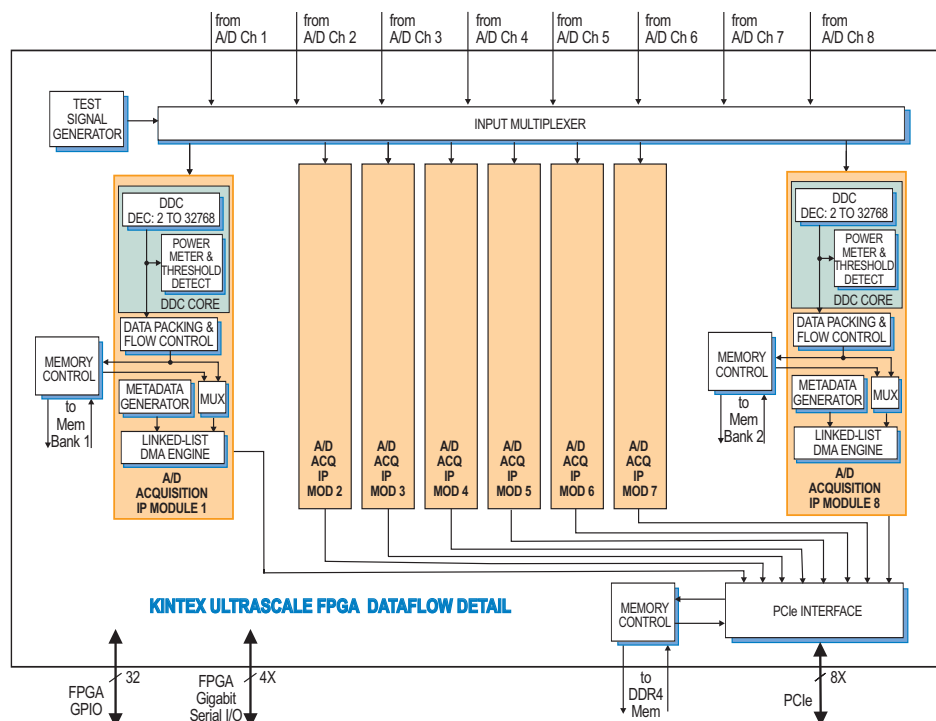 from
A/D Ch 1
from
A/D Ch 2
from
A/D Ch 3
from
A/D Ch 4
from
A/D Ch 5
from
A/D Ch 6
from
A/D Ch 7
from
A/D Ch 8
TEST
SIGNAL
GENERATOR
INPUT MULTIPLEXER
DDC
DEC: 2 TO 32768
POWER
METER &
THRESHOLD
DETECT
DDC CORE
DATA PACKING &
FLOW CONTROL
MEMORY
CONTROL
to
Mem
Bank 1
METADATA
GENERATOR
MUX
LINKED-LIST
DMA ENGINE
A/D
ACQUISITION
IP MODULE 1
A/D
ACQ
IP
MOD 2
A/D
ACQ
IP
MOD 3
A/D
ACQ
IP
MOD 4
A/D
ACQ
IP
MOD 5
A/D
ACQ
IP
MOD 6
A/D
ACQ
IP
MOD 7
DDC
DEC: 2 TO 32768
POWER
METER &
THRESHOLD
DETECT
DDC CORE
DATA PACKING &
FLOW CONTROL
MEMORY
CONTROL
to
Mem
Bank 2
METADATA
GENERATOR
MUX
LINKED-LIST
DMA ENGINE
A/D
ACQUISITION
IP MODULE 8
KINTEX ULTRASCALE FPGA DATAFLOW DETAIL
MEMORY
CONTROL
PCIe INTERFACE
32
FPGA
GPIO
4X
FPGA
Gigabit
Serial I/O
to
DDR4
Mem
8X
PCIe